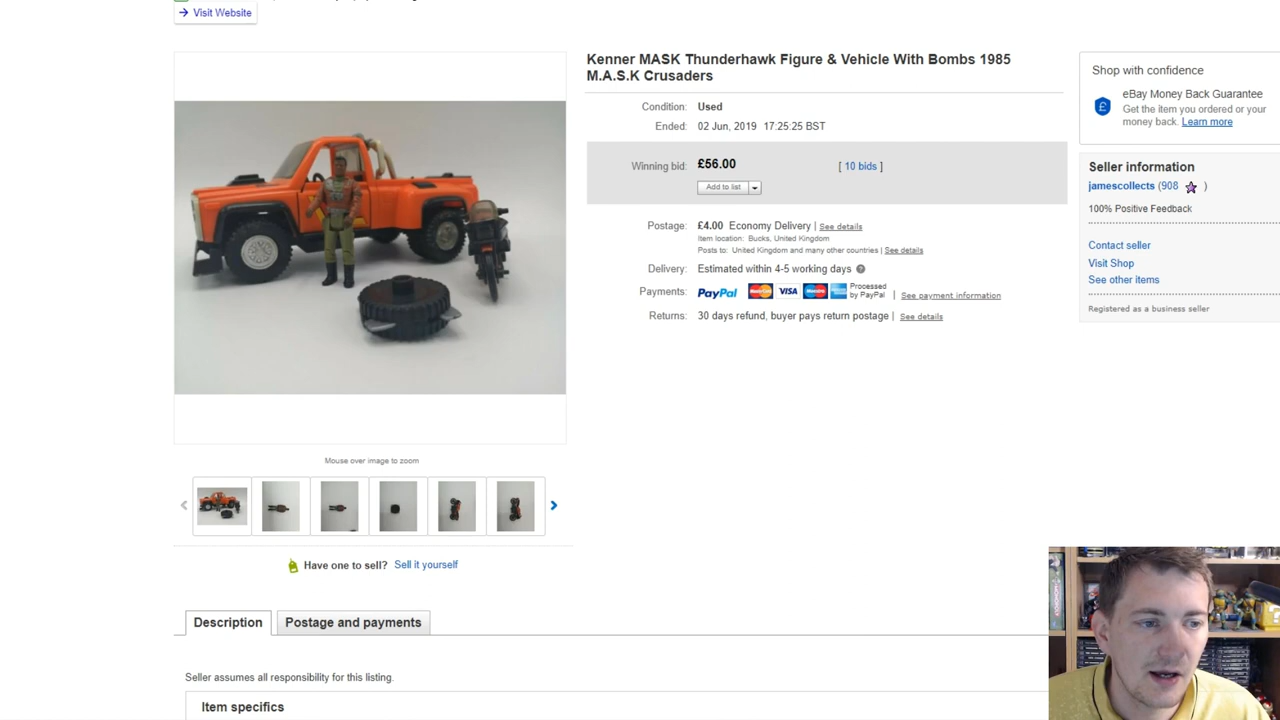 → Visit Website
Kenner MASK Thunderhawk Figure & Vehicle With Bombs 1985
M.A.S.K Crusaders
Condition: Used
Ended: 02 Jun, 2019 17:25:25 BST
Winning bid: £56.00 [ 10 bids ]
Add to list
Postage: £4.00 Economy Delivery | See details
Item location: Bucks, United Kingdom
Posts to: United Kingdom and many other countries | See details
Delivery: Estimated within 4-5 working days
Payments: PayPal MasterCard VISA Maestro Processed by PayPal | See payment information
Returns: 30 days refund, buyer pays return postage | See details
Shop with confidence
eBay Money Back Guarantee
Get the item you ordered or your
money back. Learn more
Seller information
jamescollects (908 )
100% Positive Feedback
Contact seller
Visit Shop
See other items
Registered as a business seller
Mouse over image to zoom
Have one to sell? Sell it yourself
Description
Postage and payments
Seller assumes all responsibility for this listing.
Item specifics